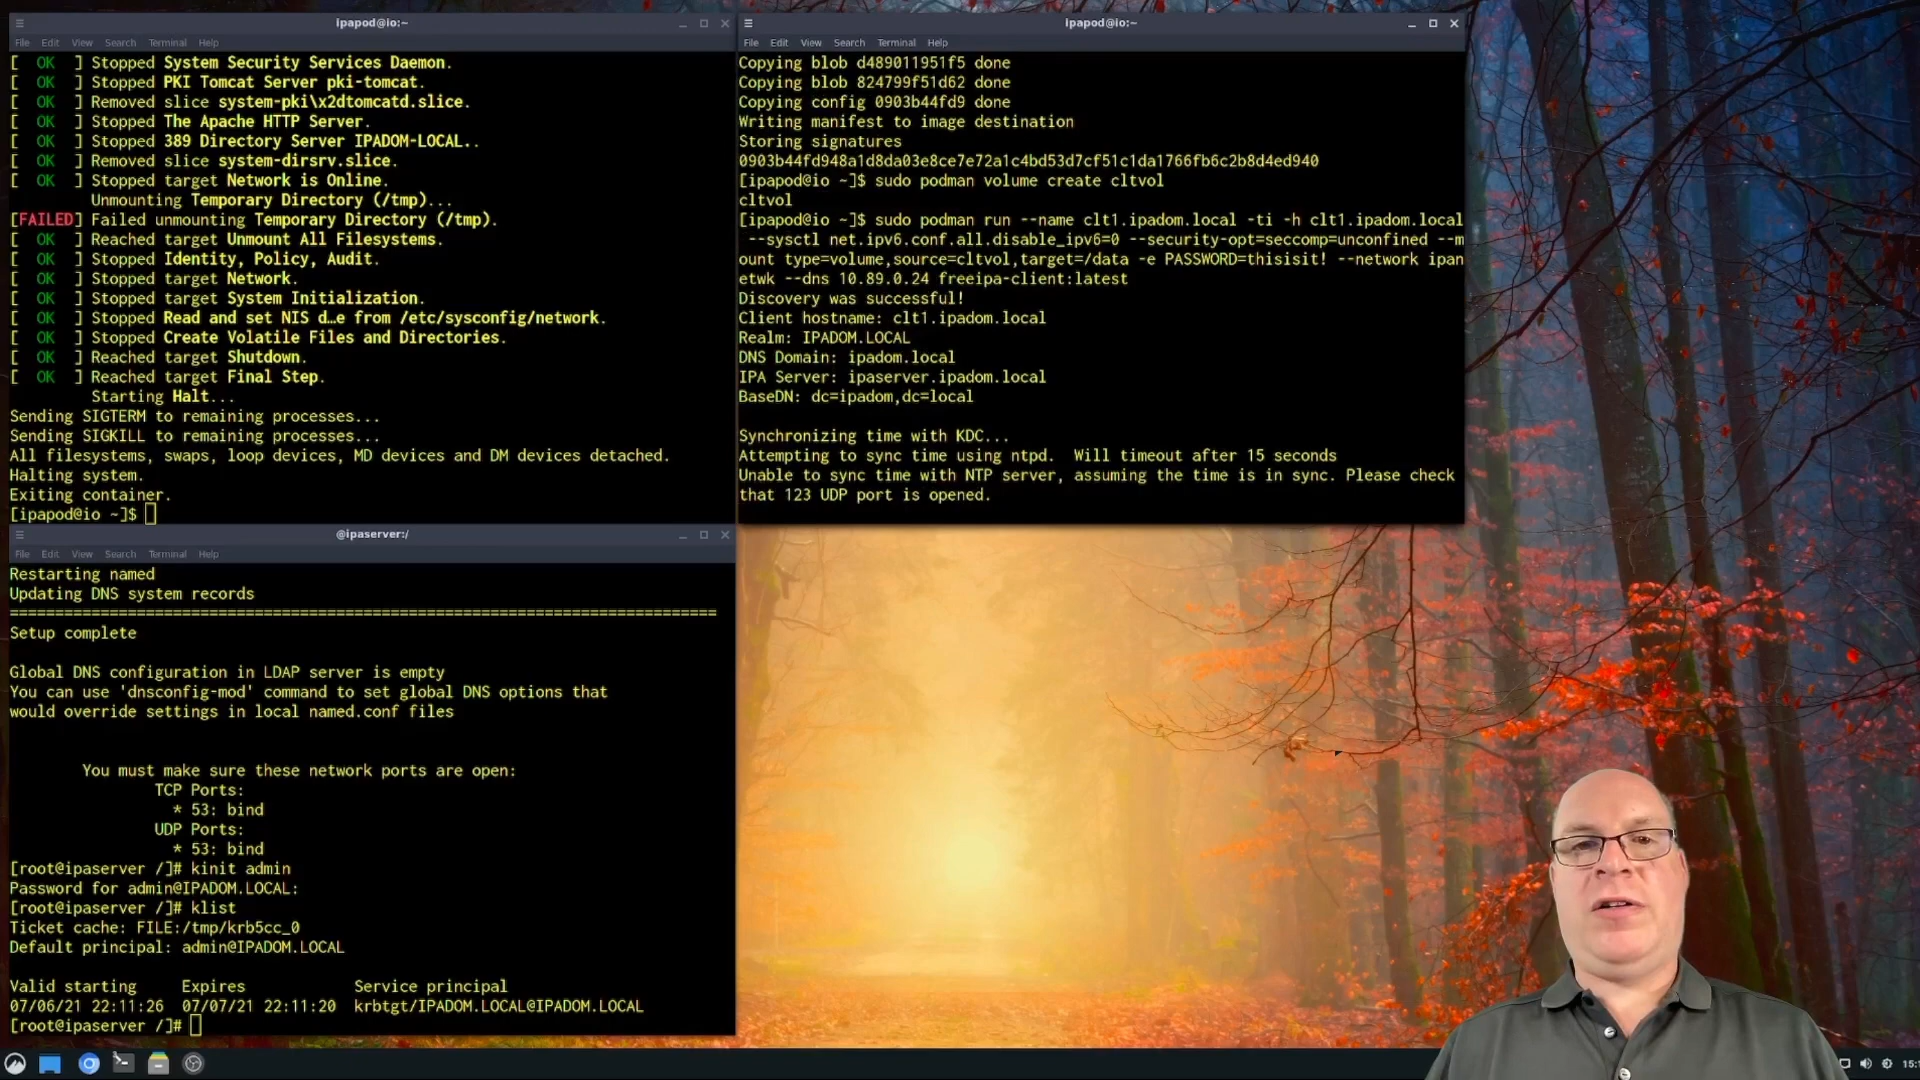 ipapod@io:~
File Edit View Search Terminal Help
[ OK ] Stopped System Security Services Daemon.
[ OK ] Stopped PKI Tomcat Server pki-tomcat.
[ OK ] Removed slice system-pki\x2dtomcatd.slice.
[ OK ] Stopped The Apache HTTP Server.
[ OK ] Stopped 389 Directory Server IPADOM-LOCAL..
[ OK ] Removed slice system-dirsrv.slice.
[ OK ] Stopped target Network is Online.
Unmounting Temporary Directory (/tmp)...
[FAILED] Failed unmounting Temporary Directory (/tmp).
[ OK ] Reached target Unmount All Filesystems.
[ OK ] Stopped target Identity, Policy, Audit.
[ OK ] Stopped target Network.
[ OK ] Stopped target System Initialization.
[ OK ] Stopped Read and set NIS d…e from /etc/sysconfig/network.
[ OK ] Stopped Create Volatile Files and Directories.
[ OK ] Reached target Shutdown.
[ OK ] Reached target Final Step.
Starting Halt...
Sending SIGTERM to remaining processes...
Sending SIGKILL to remaining processes...
All filesystems, swaps, loop devices, MD devices and DM devices detached.
Halting system.
Exiting container.
[ipapod@io ~]$
ipapod@io:~
File Edit View Search Terminal Help
Copying blob d489011951f5 done
Copying blob 824799f51d62 done
Copying config 0903b44fd9 done
Writing manifest to image destination
Storing signatures
0903b44fd948a1d8da03e8ce7e72a1c4bd53d7cf51c1da1766fb6c2b8d4ed940
[ipapod@io ~]$ sudo podman volume create cltvol
cltvol
[ipapod@io ~]$ sudo podman run --name clt1.ipadom.local -ti -h clt1.ipadom.local
--sysctl net.ipv6.conf.all.disable_ipv6=0 --security-opt=seccomp=unconfined --m
ount type=volume,source=cltvol,target=/data -e PASSWORD=thisisit! --network ipan
etwk --dns 10.89.0.24 freeipa-client:latest
Discovery was successful!
Client hostname: clt1.ipadom.local
Realm: IPADOM.LOCAL
DNS Domain: ipadom.local
IPA Server: ipaserver.ipadom.local
BaseDN: dc=ipadom,dc=local
Synchronizing time with KDC...
Attempting to sync time using ntpd.  Will timeout after 15 seconds
Unable to sync time with NTP server, assuming the time is in sync. Please check
that 123 UDP port is opened.
@ipaserver:/
File Edit View Search Terminal Help
Restarting named
Updating DNS system records
===============================================================================
Setup complete
Global DNS configuration in LDAP server is empty
You can use 'dnsconfig-mod' command to set global DNS options that
would override settings in local named.conf files
You must make sure these network ports are open:
TCP Ports:
* 53: bind
UDP Ports:
* 53: bind
[root@ipaserver /]# kinit admin
Password for admin@IPADOM.LOCAL:
[root@ipaserver /]# klist
Ticket cache: FILE:/tmp/krb5cc_0
Default principal: admin@IPADOM.LOCAL
Valid starting Expires Service principal
07/06/21 22:11:26 07/07/21 22:11:20 krbtgt/IPADOM.LOCAL@IPADOM.LOCAL
[root@ipaserver /]#